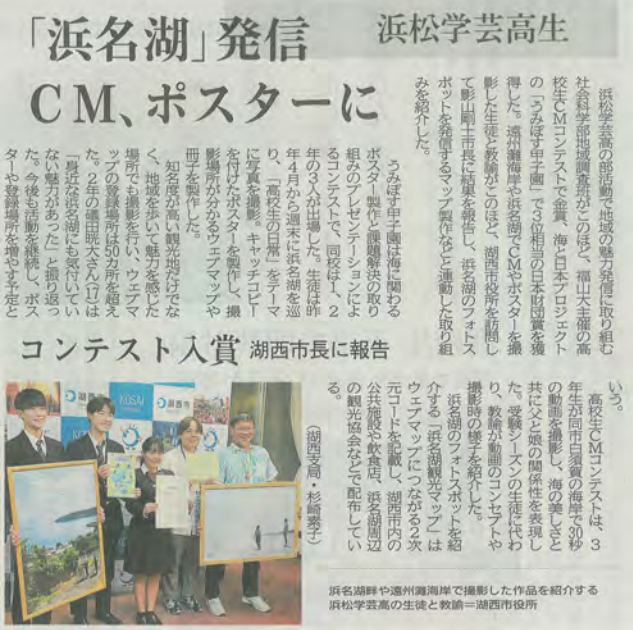 「浜名湖」発信
CM、ポスターに
浜松学芸高生
浜松学芸高の部活動で地域の魅力発信に取り組む
社会科学部地域調査班がこのほど、福山大主催の高
校生CMコンテストで金賞、海と日本プロジェクト
の「うみぽす甲子園」で3位相当の日本財団賞を獲
得した。遠州灘海岸や浜名湖でCMやポスターを撮
影した生徒と教諭がこのほど、湖西市役所を訪問し
て影山剛士市長に結果を報告し、浜名湖のフォトス
ポットを発信するマップ製作などと連動した取り組
みを紹介した。
うみぽす甲子園は海に関わる
ポスター製作と課題解決の取り
組みのプレゼンテーションによ
るコンテストで、同校は1、2
年の3人が出場した。生徒は昨
年4月から週末に浜名湖を巡
り、「高校生の日常」をテーマ
に写真を撮影。キャッチコピー
を付けたポスターを製作し、撮
影場所が分かるウェブマップや
冊子を製作した。
知名度が高い観光地だけでな
く、地域を歩いて魅力を感じた
場所でも撮影を行い、ウェブマ
ップの登録場所は50カ所を超え
た。2年の礒田晄大さん(17)は
「身近な浜名湖にも気付いてい
ない魅力があった」と振り返っ
た。今後も活動を継続し、ポス
ターや登録場所を増やす予定と
いう。
高校生CMコンテストは、3
年生が同市白須賀の海岸で30秒
の動画を撮影し、海の美しさと
共に父と娘の関係性を表現し
た。受験シーズンの生徒に代わ
り、教諭が動画のコンセプトや
撮影時の様子を紹介した。
浜名湖のフォトスポットを紹
介する「浜名湖観光マップ」は
ウェブマップにつながる2次
元コードを記載し、湖西市内の
公共施設や飲食店、浜名湖周辺
の観光協会などで配布してい
る。
(湖西支局・杉崎素子)
コンテスト入賞 湖西市長に報告
湖西市
KOSAI
KOSAI
浜名湖畔や遠州灘海岸で撮影した作品を紹介する
浜松学芸高の生徒と教諭=湖西市役所